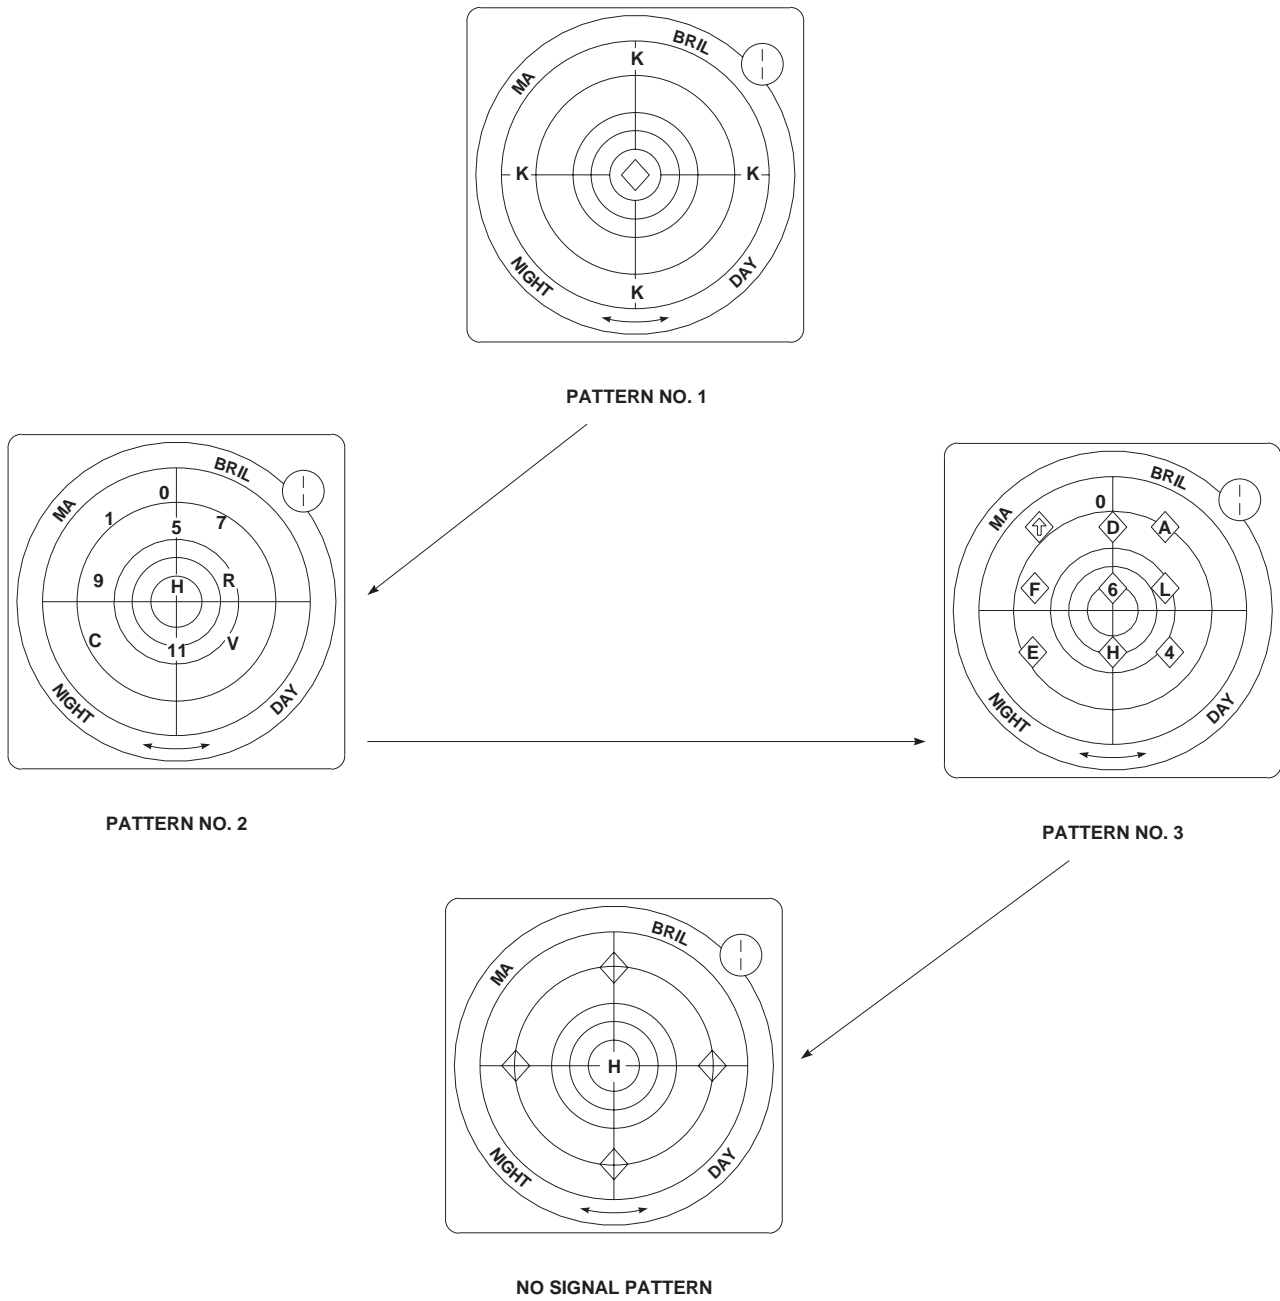 BRIL
MA
K
K
K
NIGHT
DAY
K
PATTERN NO. 1
BRIL
MA
0
1
7
5
9
H
R
C
11
V
NIGHT
DAY
PATTERN NO. 2
BRIL
MA
0
D
A
F
6
L
E
H
4
NIGHT
DAY
PATTERN NO. 3
BRIL
MA
H
NIGHT
DAY
NO SIGNAL PATTERN